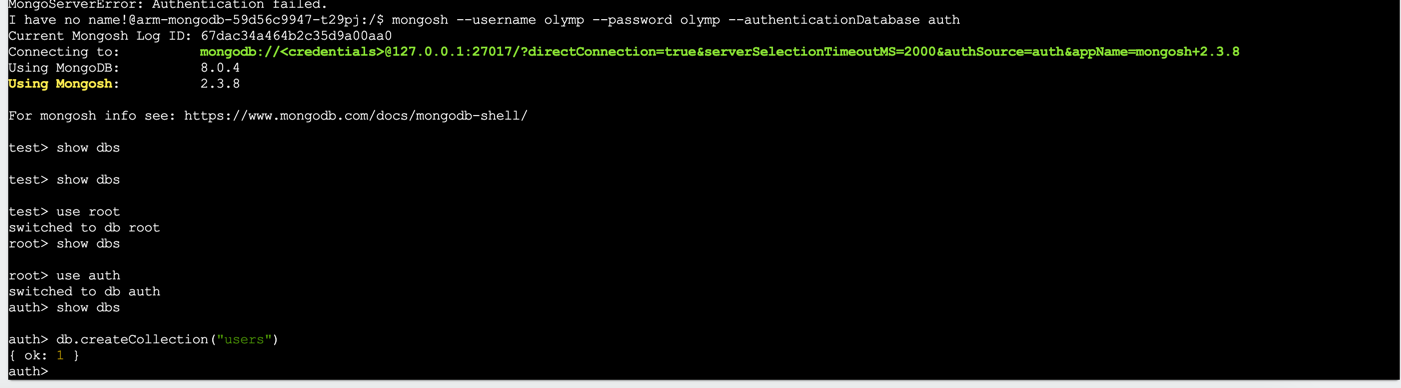 MongoServerError: Authentication failed.
I have no name!@arm-mongodb-59d56c9947-t29pj:/$ mongosh --username olymp --password olymp --authenticationDatabase auth
Current Mongosh Log ID: 67dac34a464b2c35d9a00aa0
Connecting to: mongodb://<credentials>@127.0.0.1:27017/?directConnection=true&serverSelectionTimeoutMS=2000&authSource=auth&appName=mongosh+2.3.8
Using MongoDB: 8.0.4
Using Mongosh: 2.3.8
For mongosh info see: https://www.mongodb.com/docs/mongodb-shell/
test> show dbs
test> show dbs
test> use root
switched to db root
root> show dbs
root> use auth
switched to db auth
auth> show dbs
auth> db.createCollection("users")
{ ok: 1 }
auth>